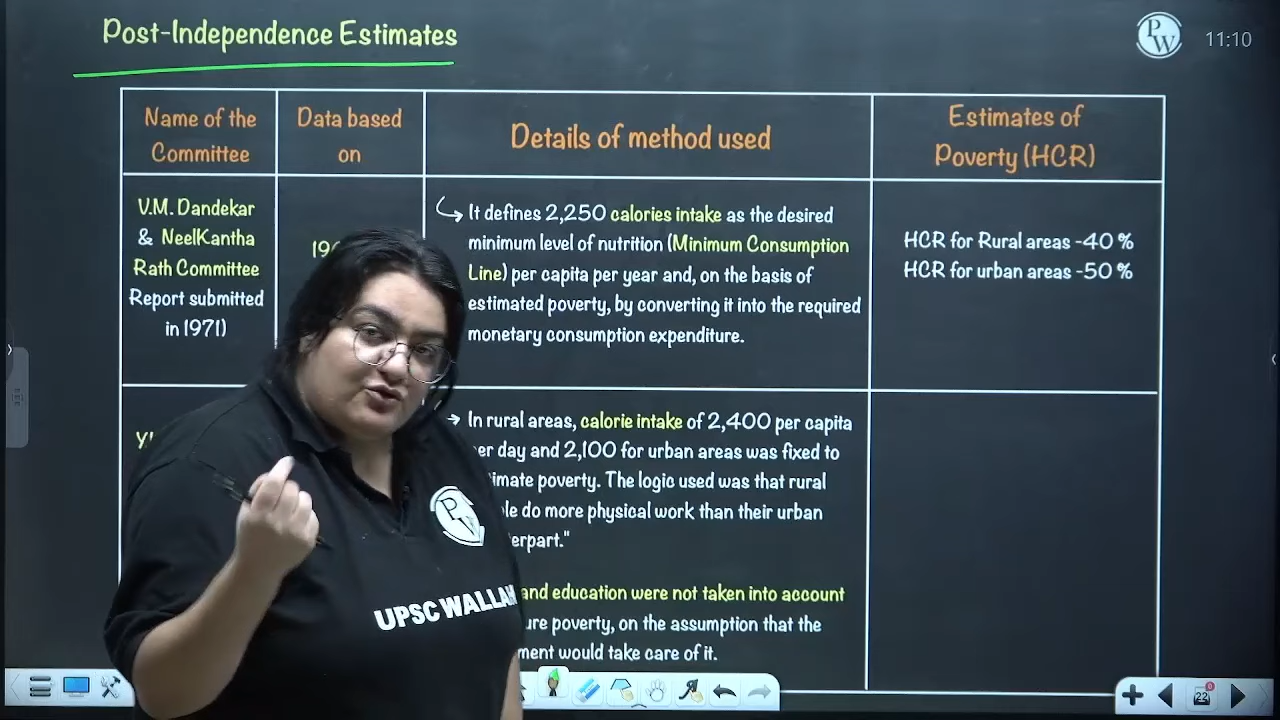 Post-Independence Estimates
PW
11:10
Name of the
Committee
Data based
on
Details of method used
Estimates of
Poverty (HCR)
V.M. Dandekar
& NeelKantha
Rath Committee
Report submitted
in 1971)
It defines 2,250 calories intake as the desired
minimum level of nutrition (Minimum Consumption
Line) per capita per year and, on the basis of
estimated poverty, by converting it into the required
monetary consumption expenditure.
HCR for Rural areas -40 %
HCR for urban areas -50 %
In rural areas, calorie intake of 2,400 per capita
day and 2,100 for urban areas was fixed to
poverty. The logic used was that rural
do more physical work than their urban
and education were not taken into account
poverty, on the assumption that the
would take care of it.
PW
UPSC WALLAH
22